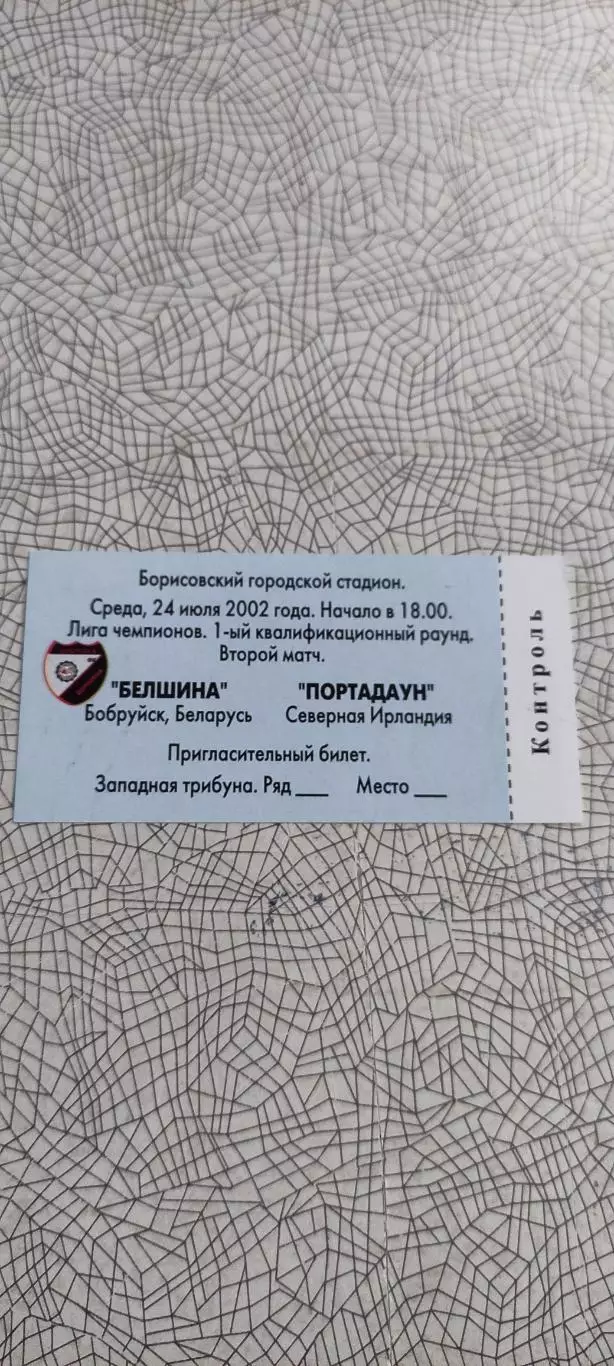 Борисовский городской стадион.
Среда, 24 июля 2002 года. Начало в 18.00.
Лига чемпионов. 1-ый квалификационный раунд.
Второй матч.
"БЕЛШИНА" "ПОРТАДАУН"
Бобруйск, Беларусь Северная Ирландия
Пригласительный билет.
Западная трибуна. Ряд ___ Место ___
Контроль